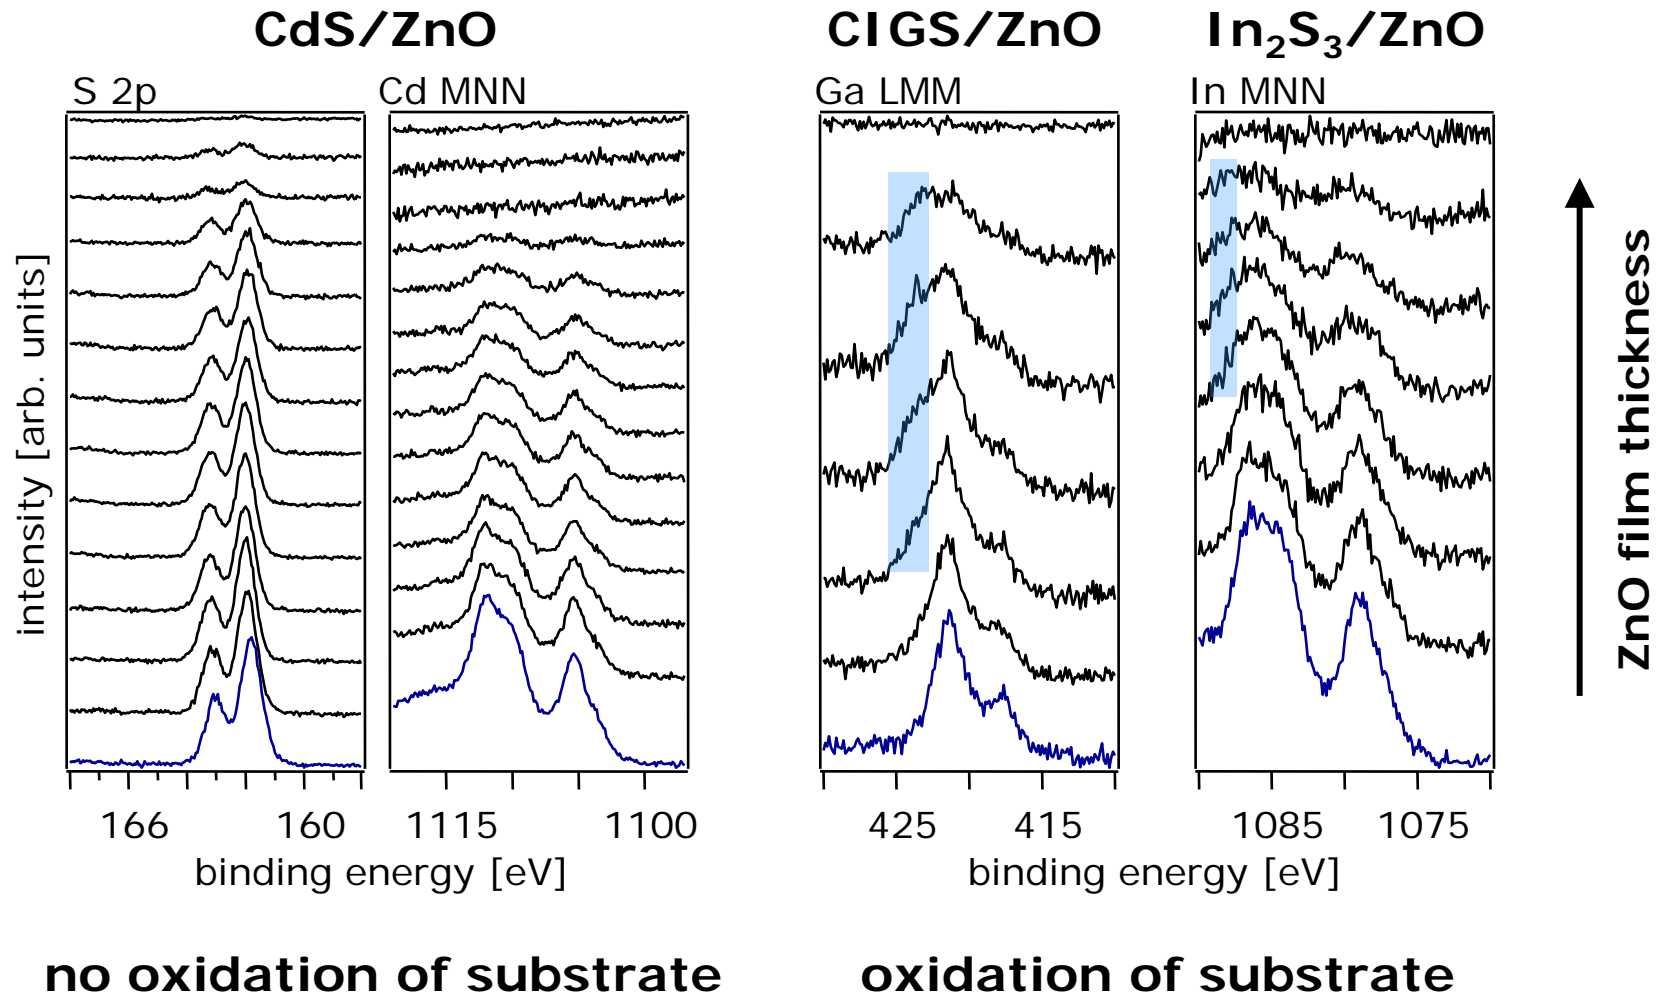 CdS/ZnO
CIGS/ZnO
In₂S₃/ZnO
S 2p
Cd MNN
Ga LMM
In MNN
intensity [arb. units]
ZnO film thickness
166 160
1115 1100
425 415
1085 1075
binding energy [eV]
binding energy [eV]
no oxidation of substrate
oxidation of substrate